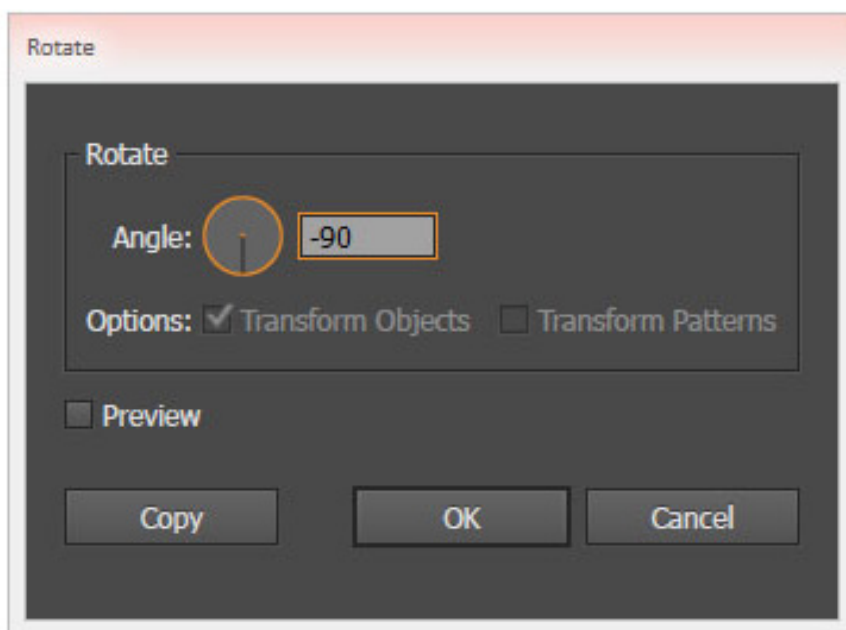 Rotate
Rotate
Angle: -90
Options: Transform Objects Transform Patterns
Preview
Copy OK Cancel